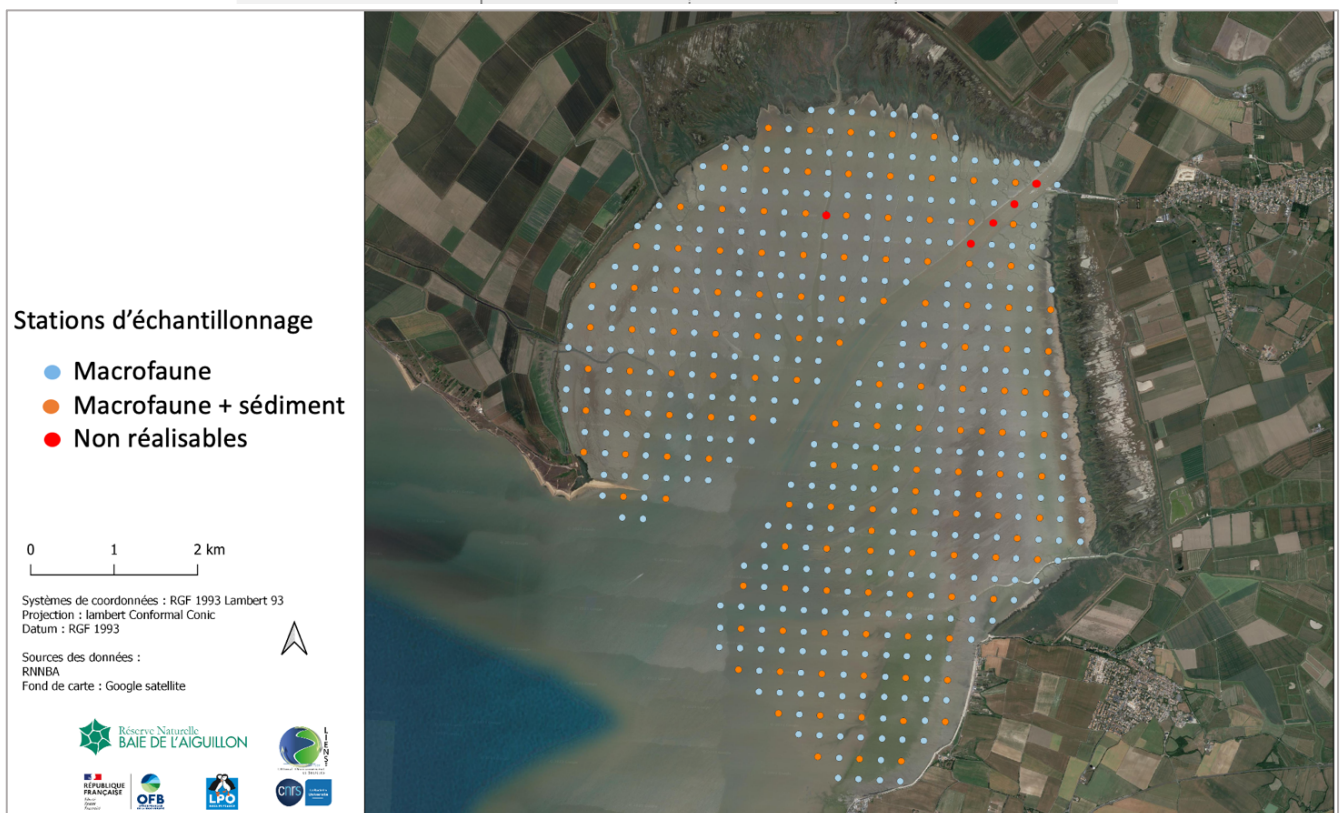 Stations d'échantillonnage
Macrofaune
Macrofaune + sédiment
Non réalisables
0 1 2 km
Systèmes de coordonnées : RGF 1993 Lambert 93
Projection : lambert Conformal Conic
Datum : RGF 1993
Sources des données :
RNNBA
Fond de carte : Google satellite
Réserve Naturelle
BAIE DE L'AIGUILLON
LIENSs
RÉPUBLIQUE
FRANÇAISE
OFB
LPO
cnrs